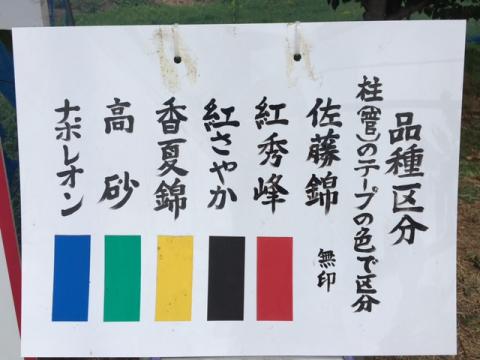 品種区分
柱(管)のテープの色で区分
佐藤錦 無印
紅秀峰
紅さやか
香夏錦
高砂
ナポレオン